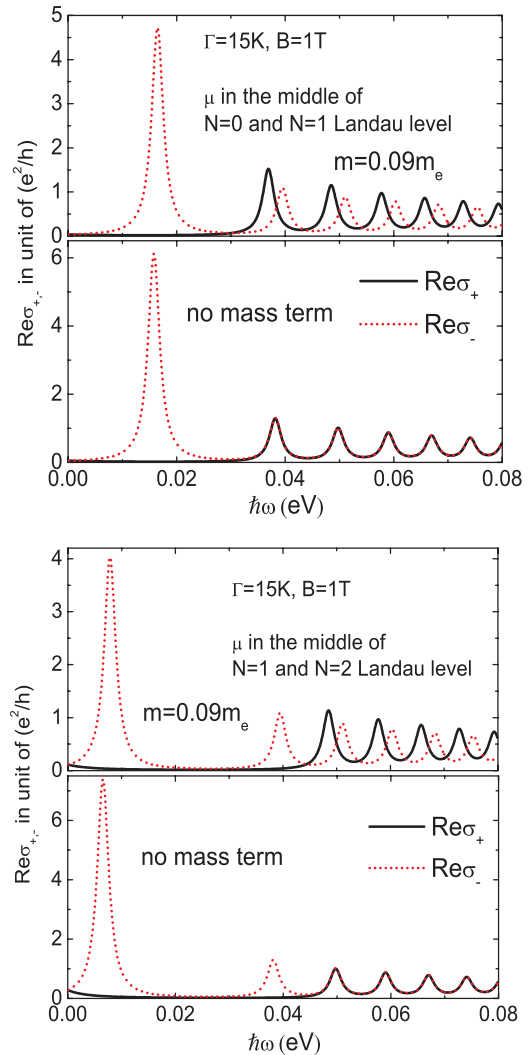 Γ=15K, B=1T
μ in the middle of
N=0 and N=1 Landau level
m=0.09m_e
5
4
3
2
1
0
no mass term
Reσ_+
Reσ_-
6
4
2
0
Reσ_{+,-} in unit of (e²/h)
0.00 0.02 0.04 0.06 0.08
ħω (eV)
Γ=15K, B=1T
μ in the middle of
N=1 and N=2 Landau level
m=0.09m_e
4
3
2
1
0
no mass term
Reσ_+
Reσ_-
6
4
2
0
Reσ_{+,-} in unit of (e²/h)
0.00 0.02 0.04 0.06 0.08
ħω (eV)